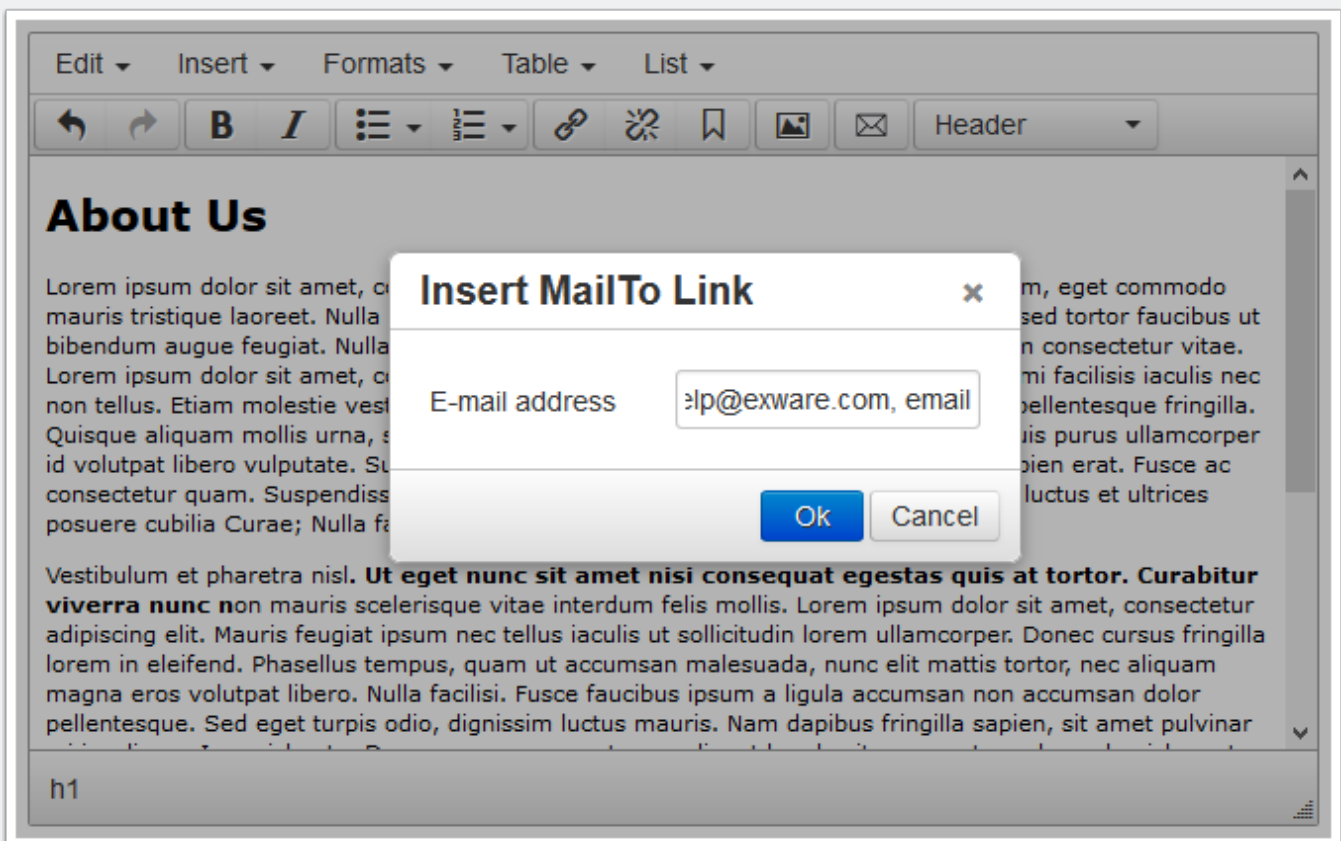 Edit Insert Formats Table List
B I Header
About Us
Lorem ipsum dolor sit amet, m, eget commodo
mauris tristique laoreet. Nulla sed tortor faucibus ut
bibendum augue feugiat. Nulla n consectetur vitae.
Lorem ipsum dolor sit amet, mi facilisis iaculis nec
non tellus. Etiam molestie vest pellentesque fringilla.
Quisque aliquam mollis urna, uis purus ullamcorper
id volutpat libero vulputate. Su pien erat. Fusce ac
consectetur quam. Suspendiss luctus et ultrices
posuere cubilia Curae; Nulla fa
Insert MailTo Link
E-mail address elp@exware.com, email
Ok Cancel
Vestibulum et pharetra nisl. Ut eget nunc sit amet nisi consequat egestas quis at tortor. Curabitur
viverra nunc non mauris scelerisque vitae interdum felis mollis. Lorem ipsum dolor sit amet, consectetur
adipiscing elit. Mauris feugiat ipsum nec tellus iaculis ut sollicitudin lorem ullamcorper. Donec cursus fringilla
lorem in eleifend. Phasellus tempus, quam ut accumsan malesuada, nunc elit mattis tortor, nec aliquam
magna eros volutpat libero. Nulla facilisi. Fusce faucibus ipsum a ligula accumsan non accumsan dolor
pellentesque. Sed eget turpis odio, dignissim luctus mauris. Nam dapibus fringilla sapien, sit amet pulvinar
h1